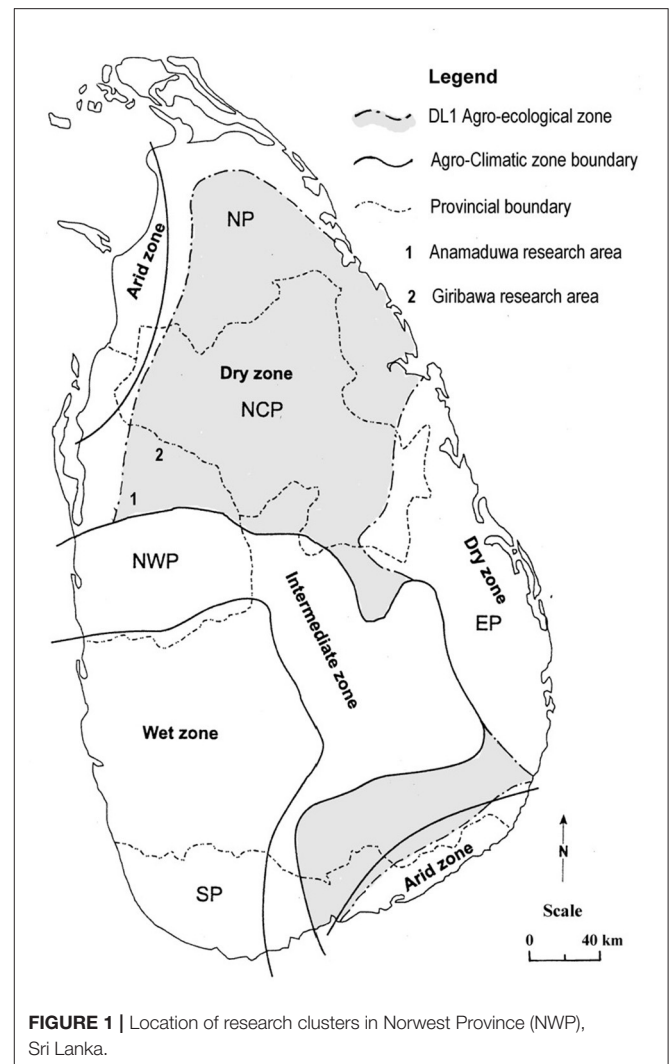 Legend
DL1 Agro-ecological zone
Agro-Climatic zone boundary
Provincial boundary
1 Anamaduwa research area
2 Giribawa research area
NP
Arid zone
Dry zone
NCP
2
1
NWP
Intermediate zone
Dry zone
EP
Wet zone
Arid zone
SP
N
Scale
0 40 km
FIGURE 1 | Location of research clusters in Norwest Province (NWP),
Sri Lanka.